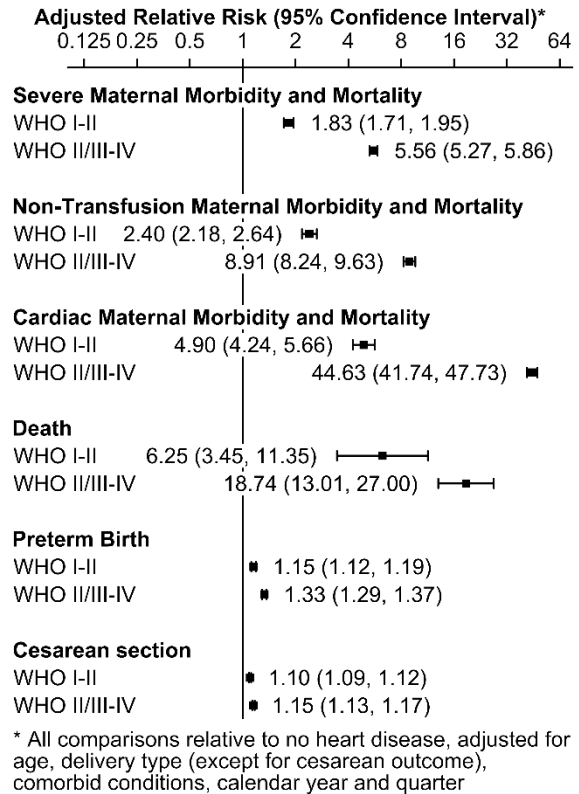 Adjusted Relative Risk (95% Confidence Interval)*
0.125 0.25 0.5 1 2 4 8 16 32 64
Severe Maternal Morbidity and Mortality
WHO I-II 1.83 (1.71, 1.95)
WHO II/III-IV 5.56 (5.27, 5.86)
Non-Transfusion Maternal Morbidity and Mortality
WHO I-II 2.40 (2.18, 2.64)
WHO II/III-IV 8.91 (8.24, 9.63)
Cardiac Maternal Morbidity and Mortality
WHO I-II 4.90 (4.24, 5.66)
WHO II/III-IV 44.63 (41.74, 47.73)
Death
WHO I-II 6.25 (3.45, 11.35)
WHO II/III-IV 18.74 (13.01, 27.00)
Preterm Birth
WHO I-II 1.15 (1.12, 1.19)
WHO II/III-IV 1.33 (1.29, 1.37)
Cesarean section
WHO I-II 1.10 (1.09, 1.12)
WHO II/III-IV 1.15 (1.13, 1.17)
* All comparisons relative to no heart disease, adjusted for
age, delivery type (except for cesarean outcome),
comorbid conditions, calendar year and quarter